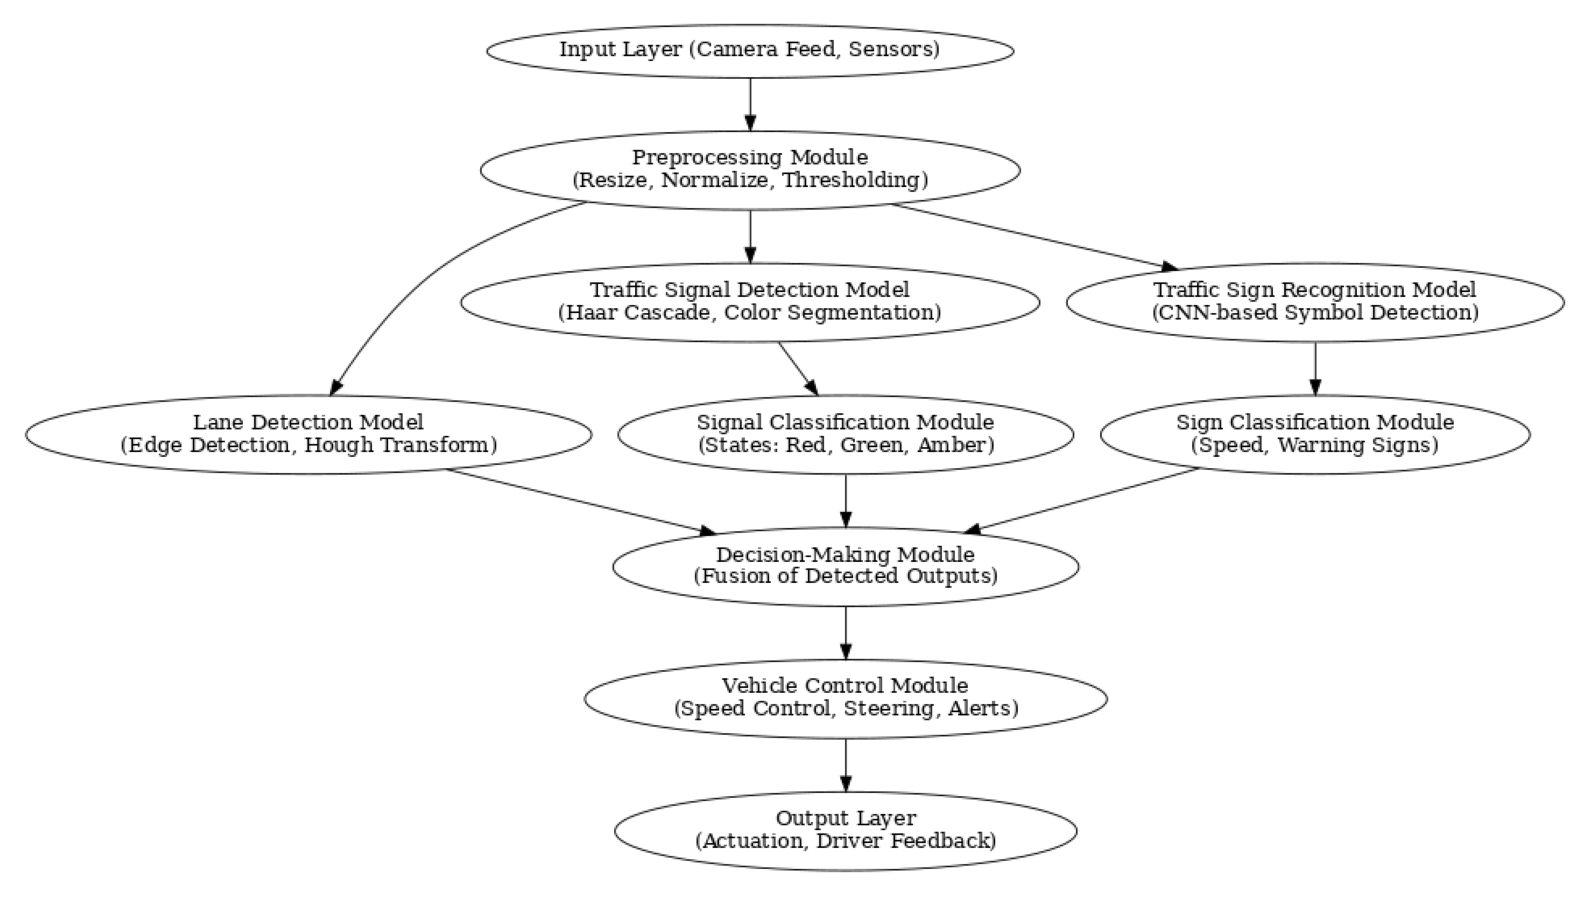 Input Layer (Camera Feed, Sensors)
Preprocessing Module
(Resize, Normalize, Thresholding)
Traffic Signal Detection Model
(Haar Cascade, Color Segmentation)
Traffic Sign Recognition Model
(CNN-based Symbol Detection)
Lane Detection Model
(Edge Detection, Hough Transform)
Signal Classification Module
(States: Red, Green, Amber)
Sign Classification Module
(Speed, Warning Signs)
Decision-Making Module
(Fusion of Detected Outputs)
Vehicle Control Module
(Speed Control, Steering, Alerts)
Output Layer
(Actuation, Driver Feedback)